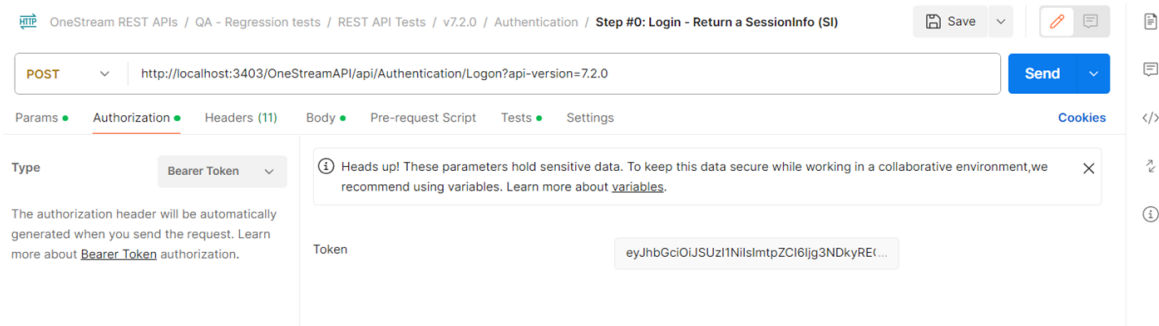 HTTP OneStream REST APIs / QA - Regression tests / REST API Tests / v7.2.0 / Authentication / Step #0: Login - Return a SessionInfo (SI) Save
POST http://localhost:3403/OneStreamAPI/api/Authentication/Logon?api-version=7.2.0 Send
Params Authorization Headers (11) Body Pre-request Script Tests Settings Cookies
Type Bearer Token
The authorization header will be automatically
generated when you send the request. Learn
more about Bearer Token authorization.
Heads up! These parameters hold sensitive data. To keep this data secure while working in a collaborative environment,we
recommend using variables. Learn more about variables.
Token eyJhbGciOiJSUzI1NiIsImtpZCI6Ijg3NDkyRE(...